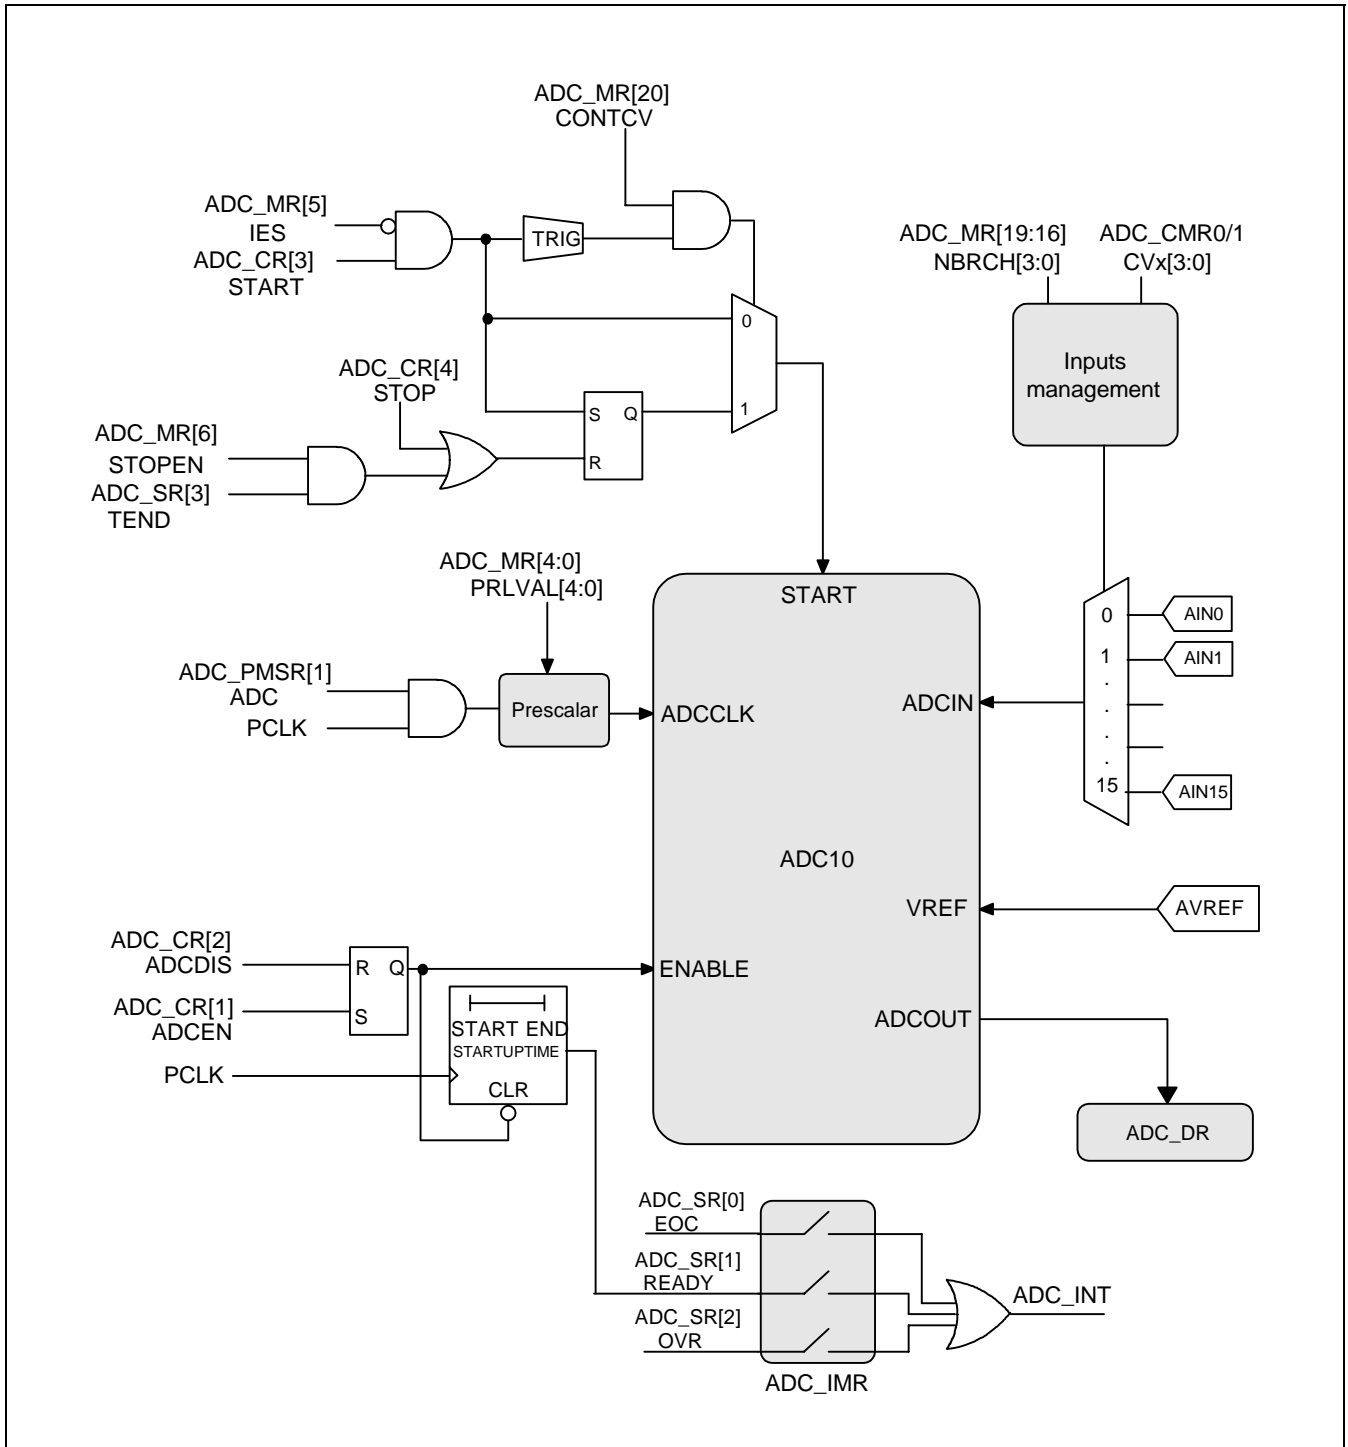 ADC_MR[20]
CONTCV
ADC_MR[5]
IES
ADC_CR[3]
START
TRIG
ADC_MR[19:16]
NBRCH[3:0]
ADC_CMR0/1
CVx[3:0]
0
1
Inputs
management
ADC_CR[4]
STOP
S Q
R
ADC_MR[6]
STOPEN
ADC_SR[3]
TEND
ADC_MR[4:0]
PRLVAL[4:0]
ADC_PMSR[1]
ADC
PCLK
Prescalar
START
ADCCLK
ADCIN
ADC10
VREF
ENABLE
ADCOUT
0
1
.
.
.
.
15
AIN0
AIN1
AIN15
AVREF
ADC_DR
ADC_CR[2]
ADCDIS
ADC_CR[1]
ADCEN
R Q
S
PCLK
START END
STARTUPTIME
CLR
ADC_SR[0]
EOC
ADC_SR[1]
READY
ADC_SR[2]
OVR
ADC_IMR
ADC_INT